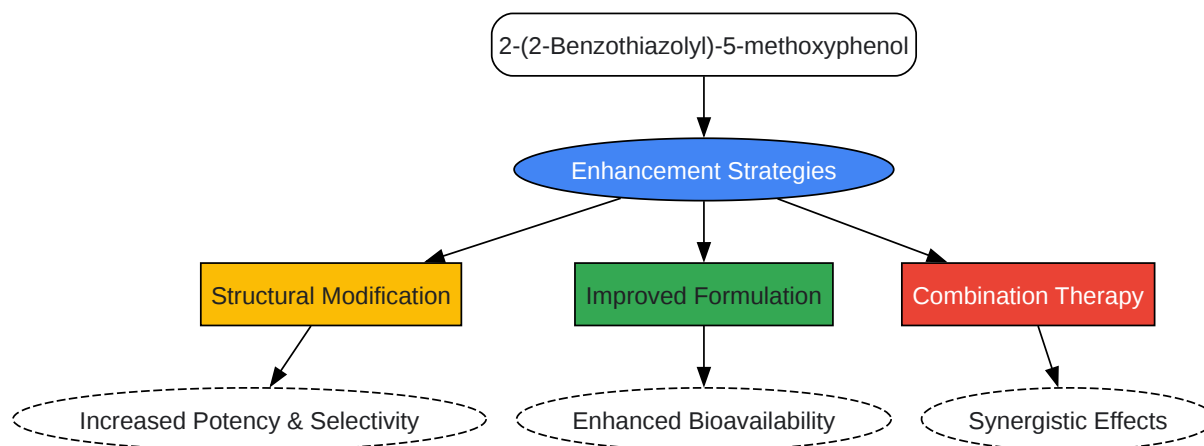 2-(2-Benzothiazolyl)-5-methoxyphenol
Enhancement Strategies
Structural Modification
Improved Formulation
Combination Therapy
Increased Potency & Selectivity
Enhanced Bioavailability
Synergistic Effects